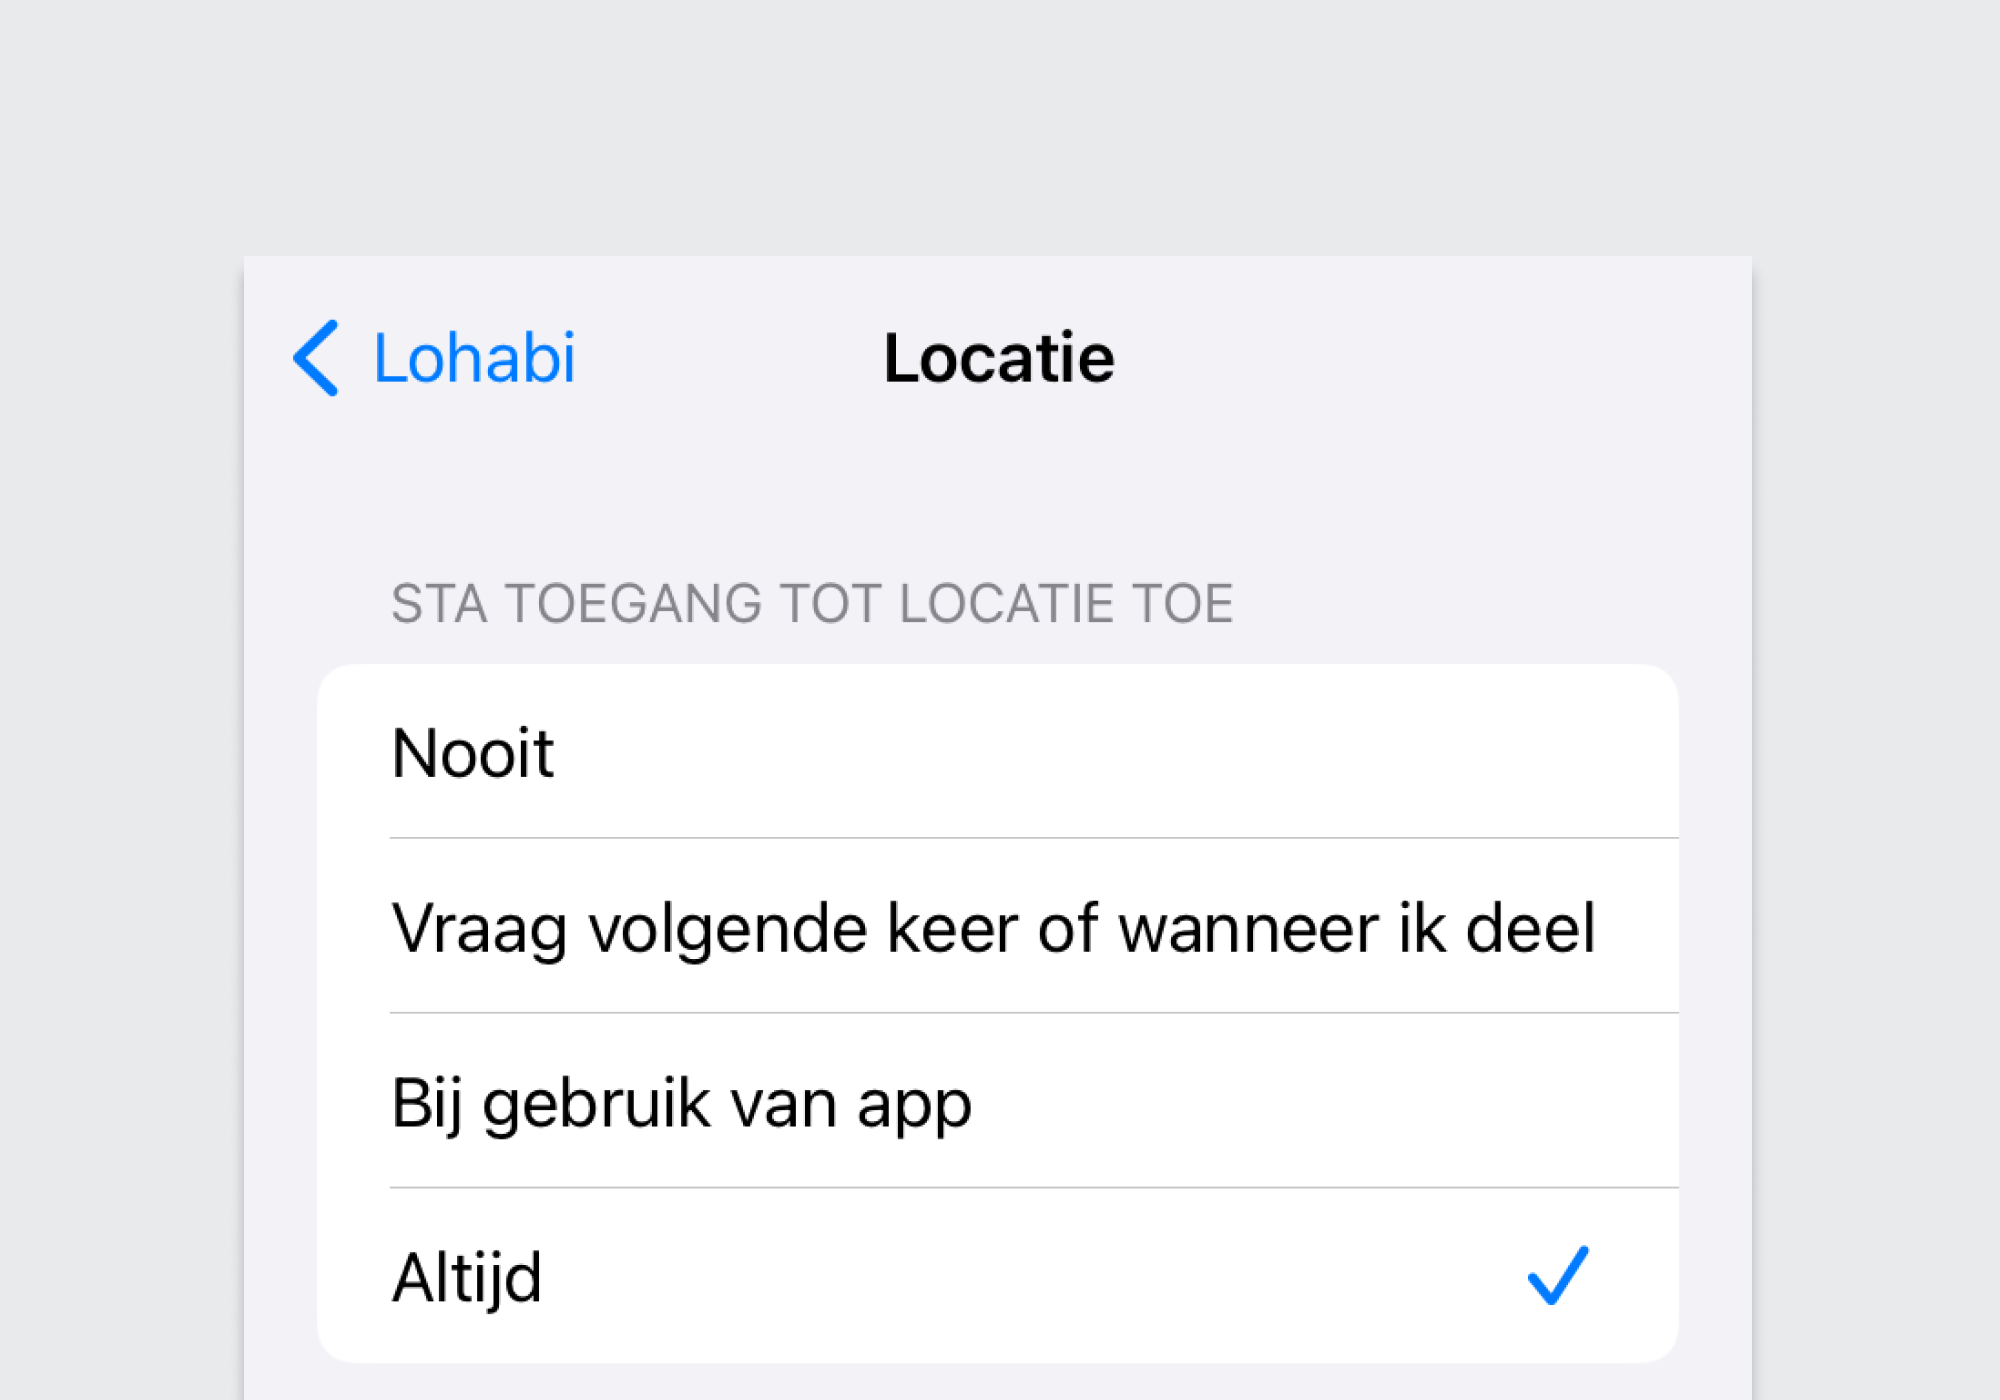 Lohabi
Locatie
STA TOEGANG TOT LOCATIE TOE
Nooit
Vraag volgende keer of wanneer ik deel
Bij gebruik van app
Altijd